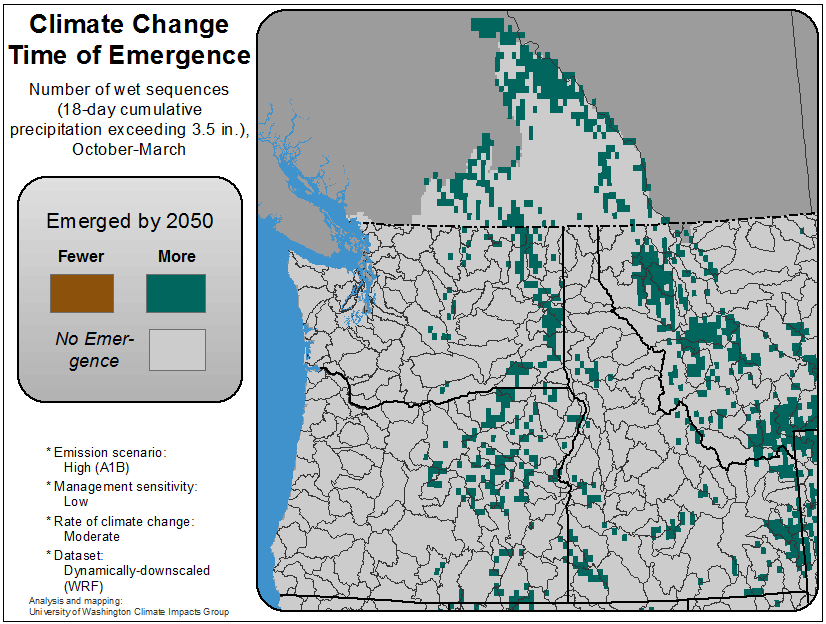 Climate Change
Time of Emergence
Number of wet sequences
(18-day cumulative
precipitation exceeding 3.5 in.),
October-March
Emerged by 2050
Fewer More
No Emer-
gence
* Emission scenario:
High (A1B)
* Management sensitivity:
Low
* Rate of climate change:
Moderate
* Dataset:
Dynamically-downscaled
(WRF)
Analysis and mapping:
University of Washington Climate Impacts Group